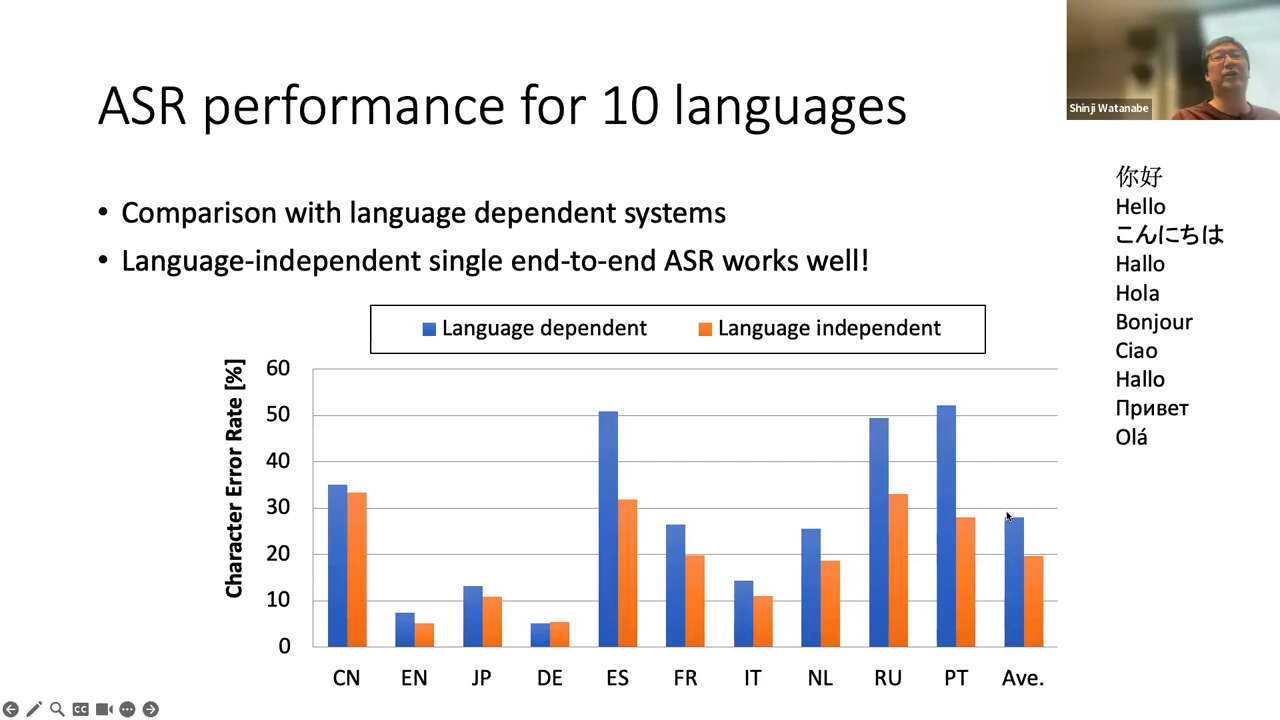 ASR performance for 10 languages
Shinji Watanabe
• Comparison with language dependent systems
• Language-independent single end-to-end ASR works well!
你好
Hello
こんにちは
Hallo
Hola
Bonjour
Ciao
Hallo
Привет
Olá
Language dependent
Language independent
Character Error Rate [%]
60
50
40
30
20
10
0
CN EN JP DE ES FR IT NL RU PT Ave.
CC